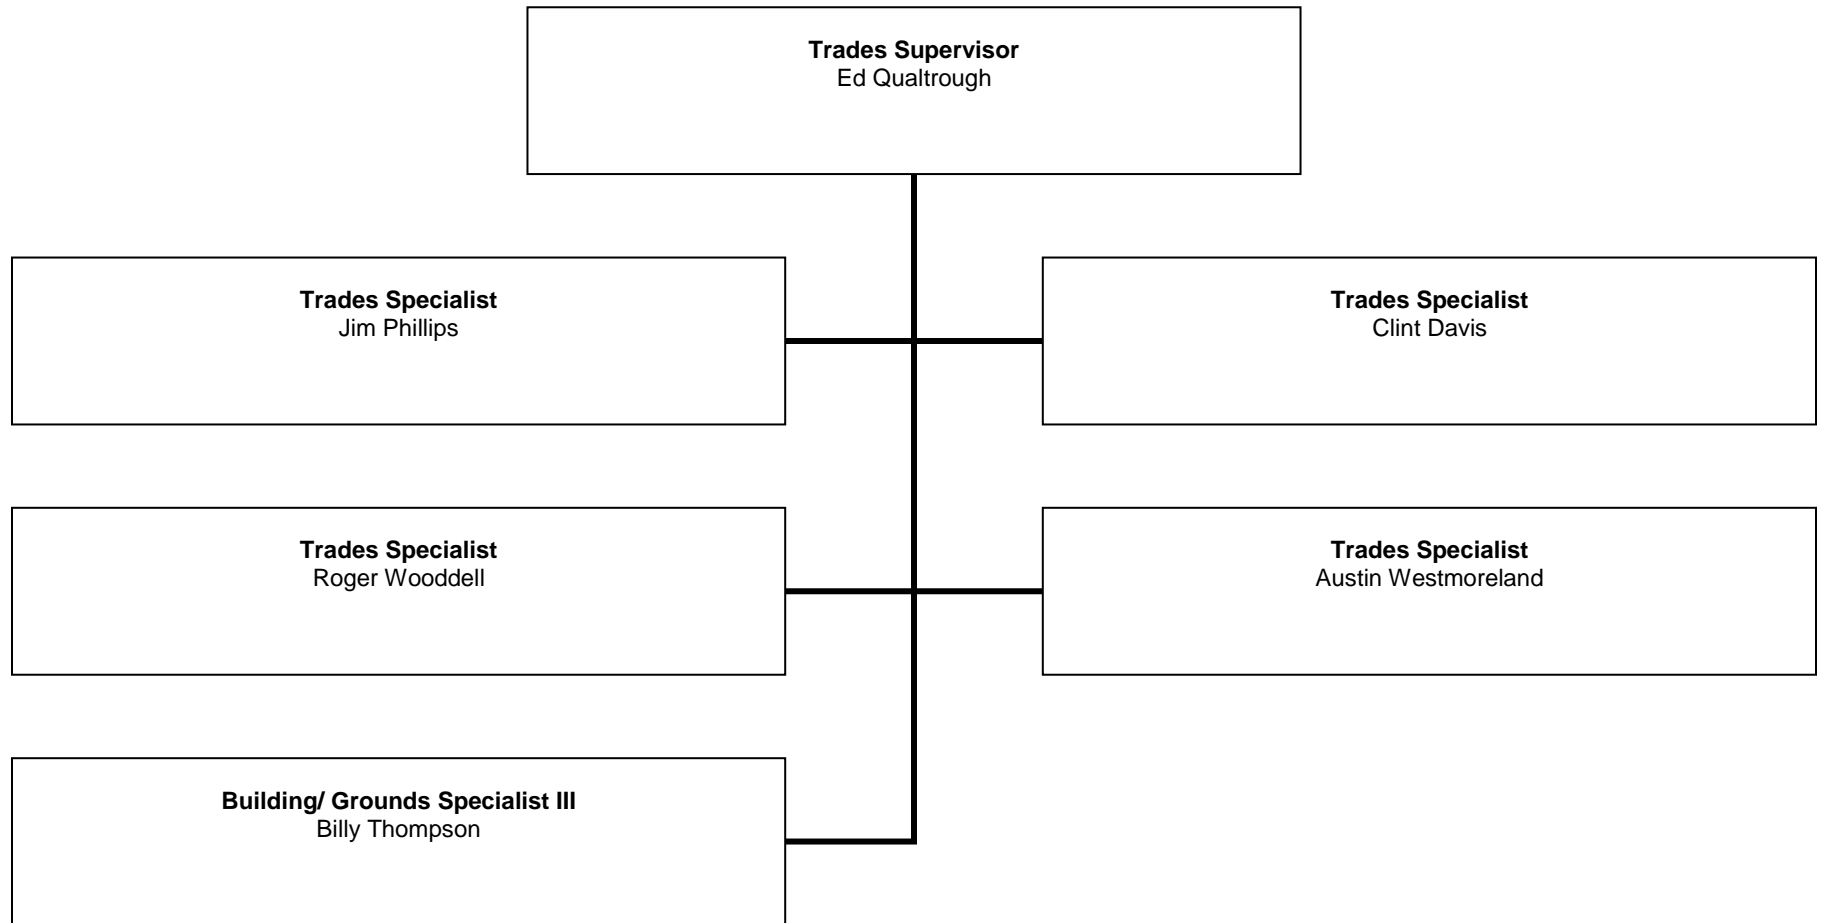 Trades Supervisor
Ed Qualtrough
Trades Specialist
Jim Phillips
Trades Specialist
Clint Davis
Trades Specialist
Roger Wooddell
Trades Specialist
Austin Westmoreland
Building/ Grounds Specialist III
Billy Thompson